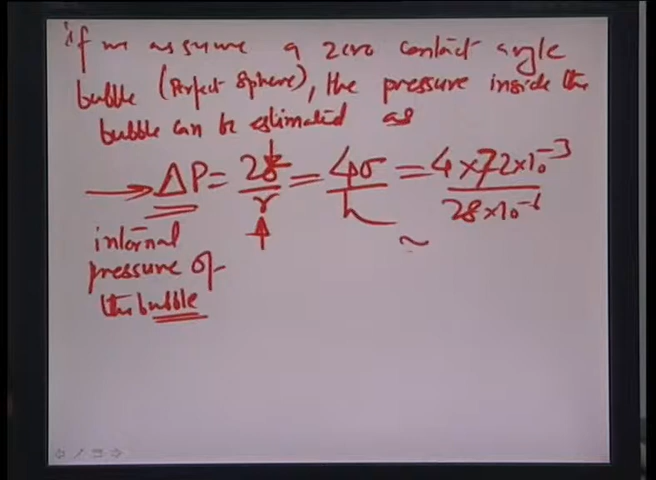 if we assume a zero contact angle
bubble (Perfect Sphere), the pressure inside the
bubble can be estimated as
→ ΔP = 2γ/r = 4σ/h = 4×72×10⁻³/28×10⁻⁶
internal
pressure of
the bubble
~